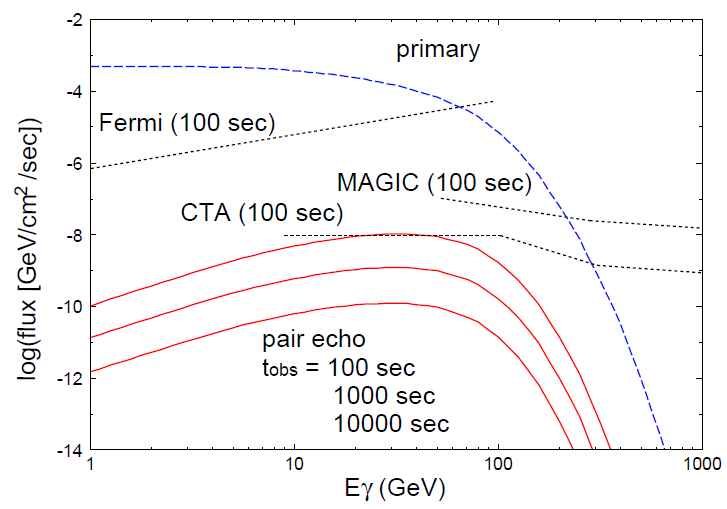 -2
primary
-4
Fermi (100 sec)
-6
MAGIC (100 sec)
CTA (100 sec)
-8
-10
pair echo
tobs = 100 sec
1000 sec
-12
10000 sec
-14
1 10 100 1000
Eγ (GeV)
log(flux [GeV/cm² /sec])